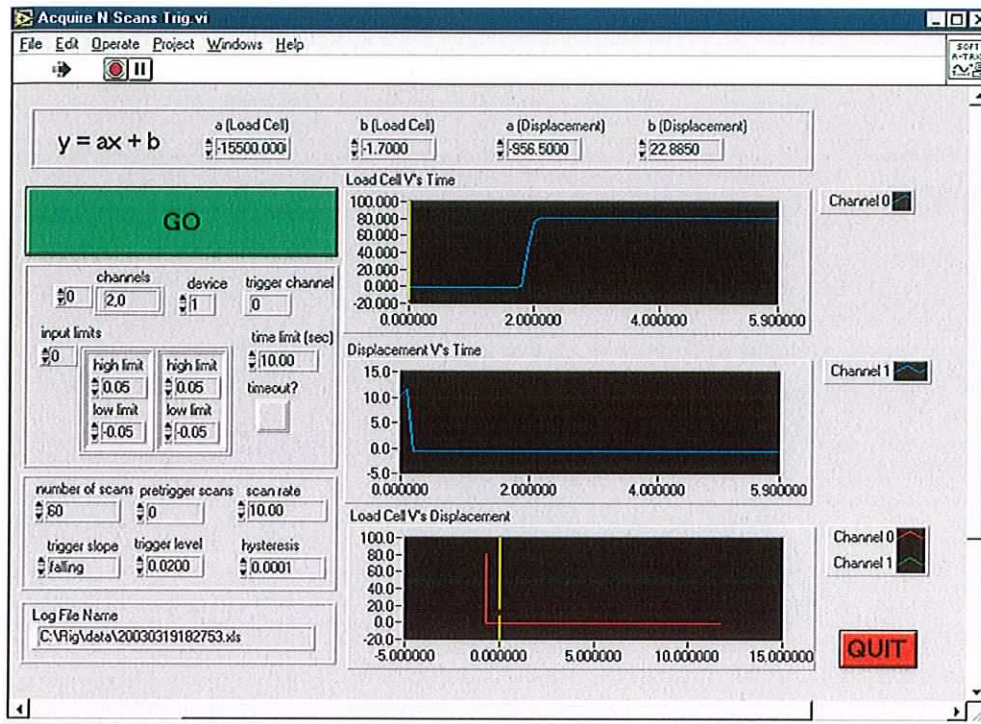 Acquire N Scans Trig.vi
File Edit Operate Project Windows Help
SOFT
y = ax + b
a (Load Cell) b (Load Cell) a (Displacement) b (Displacement)
-15500.000 -1.7000 -956.5000 22.8850
GO
channels device trigger channel
0 2,0 1 0
input limits time limit (sec)
0 high limit high limit 10.00
0.05 0.05 timeout?
low limit low limit
-0.05 -0.05
number of scans pretrigger scans scan rate
60 0 10.00
trigger slope trigger level hysteresis
falling 0.0200 0.0001
Log File Name
C:\Rig\data\20030319182753.xls
Load Cell V's Time
Channel 0
100.000
80.000
60.000
40.000
20.000
0.000
-20.000
0.000000 2.000000 4.000000 5.900000
Displacement V's Time
Channel 1
15.0
10.0
5.0
0.0
-5.0
0.000000 2.000000 4.000000 5.900000
Load Cell V's Displacement
Channel 0
Channel 1
100.0
80.0
60.0
40.0
20.0
0.0
-20.0
-5.000000 0.000000 5.000000 10.000000 15.000000
QUIT